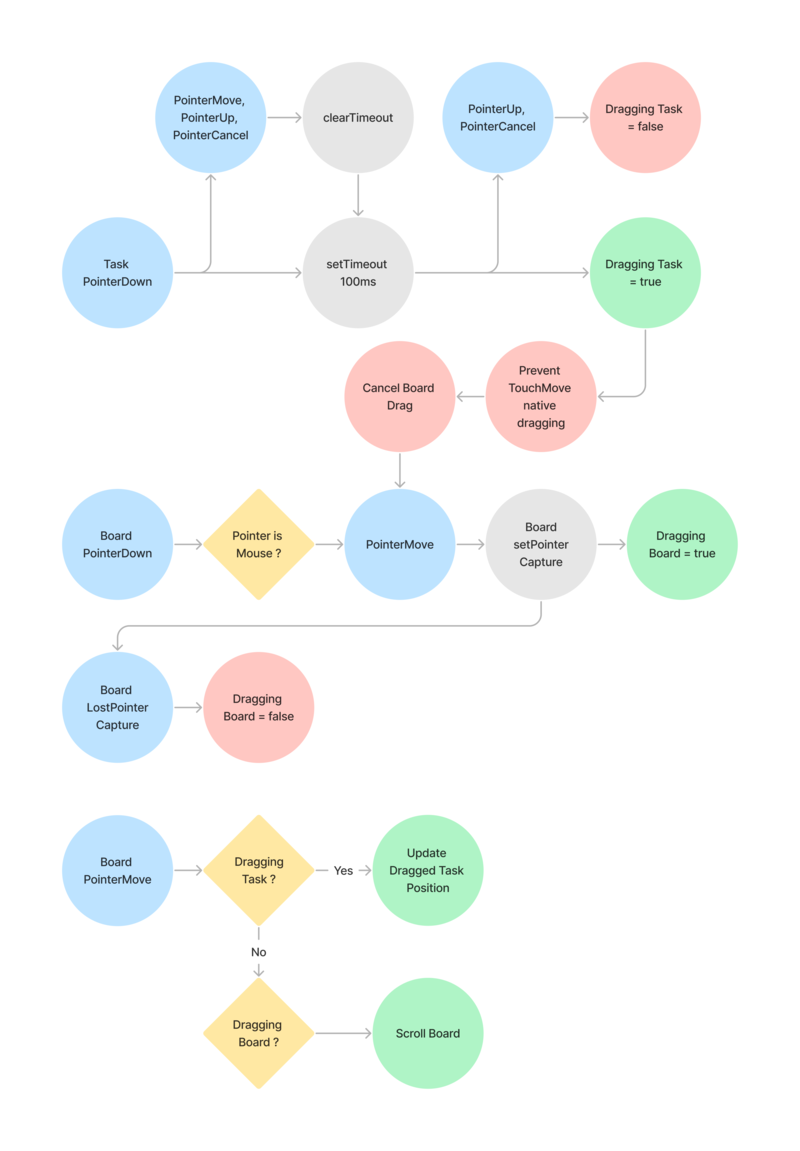 PointerMove,
PointerUp,
PointerCancel
clearTimeout
PointerUp,
PointerCancel
Dragging Task
= false
Task
PointerDown
setTimeout
100ms
Dragging Task
= true
Cancel Board
Drag
Prevent
TouchMove
native
dragging
Board
PointerDown
Pointer is
Mouse ?
PointerMove
Board
setPointer
Capture
Dragging
Board = true
Board
LostPointer
Capture
Dragging
Board = false
Board
PointerMove
Dragging
Task ?
Yes
Update
Dragged Task
Position
No
Dragging
Board ?
Scroll Board